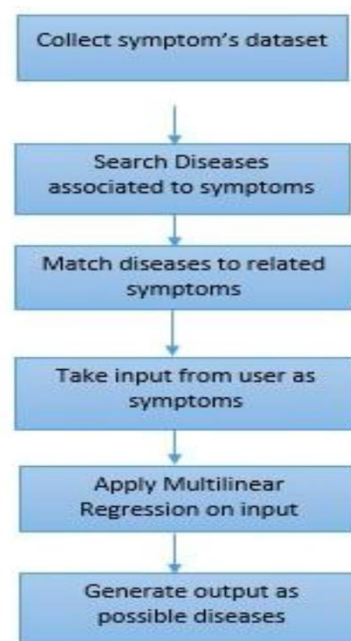 Collect symptom's dataset
Search Diseases
associated to symptoms
Match diseases to related
symptoms
Take input from user as
symptoms
Apply Multilinear
Regression on input
Generate output as
possible diseases